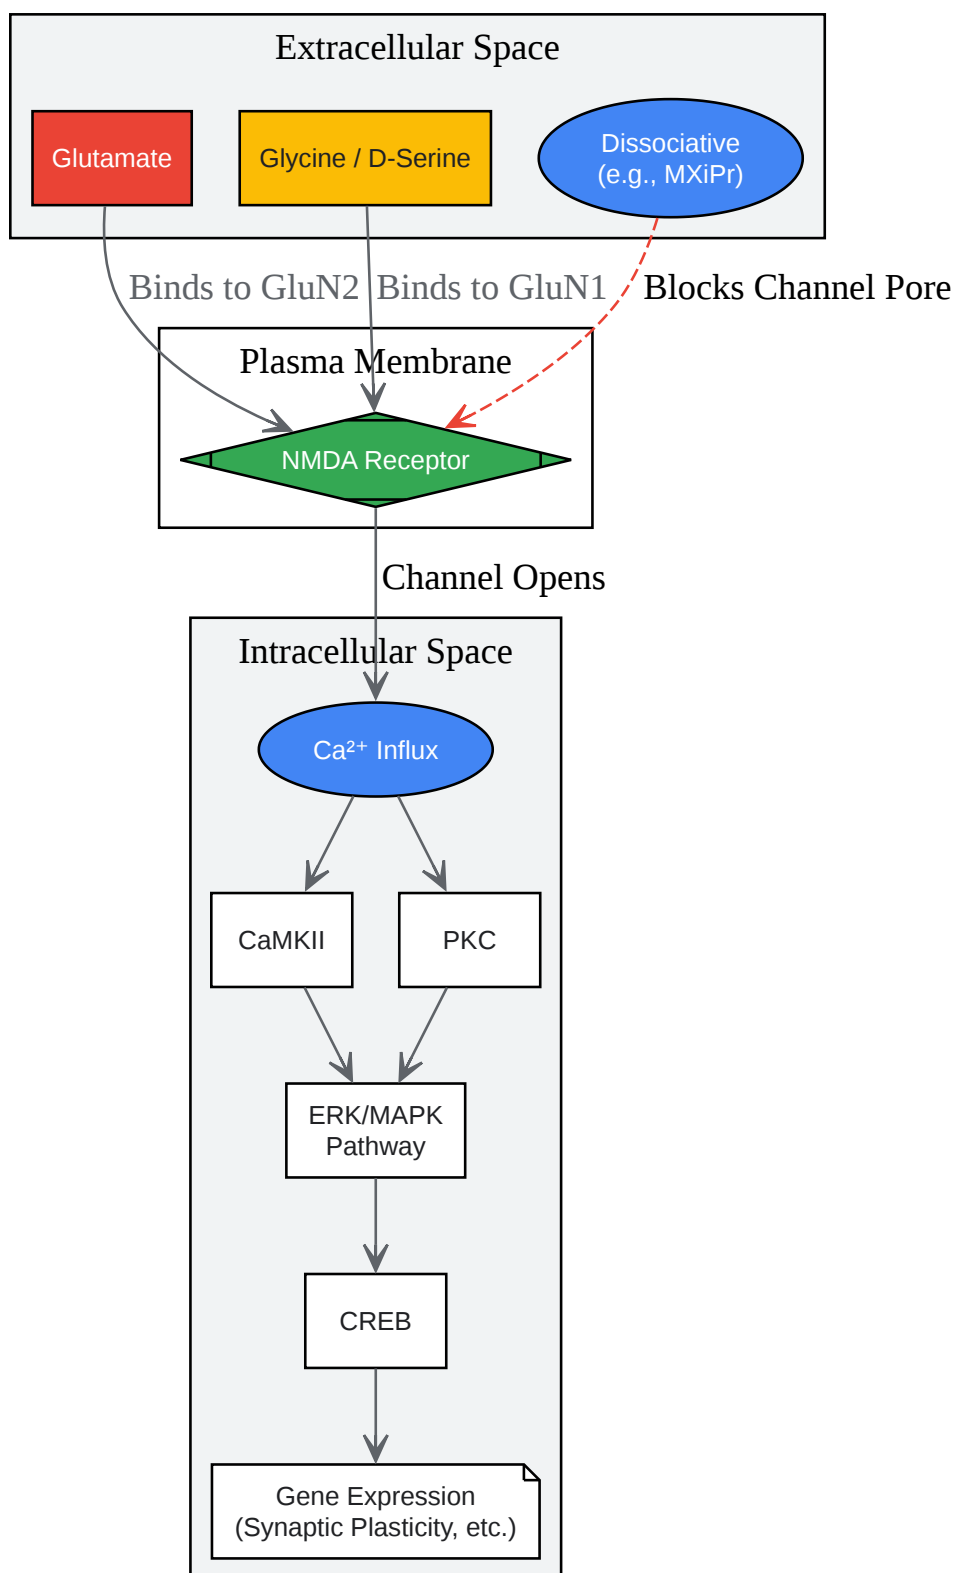 Extracellular Space
Glutamate
Glycine / D-Serine
Dissociative
(e.g., MXiPr)
Binds to GluN2
Binds to GluN1
Blocks Channel Pore
Plasma Membrane
NMDA Receptor
Channel Opens
Intracellular Space
Ca²⁺ Influx
CaMKII
PKC
ERK/MAPK
Pathway
CREB
Gene Expression
(Synaptic Plasticity, etc.)